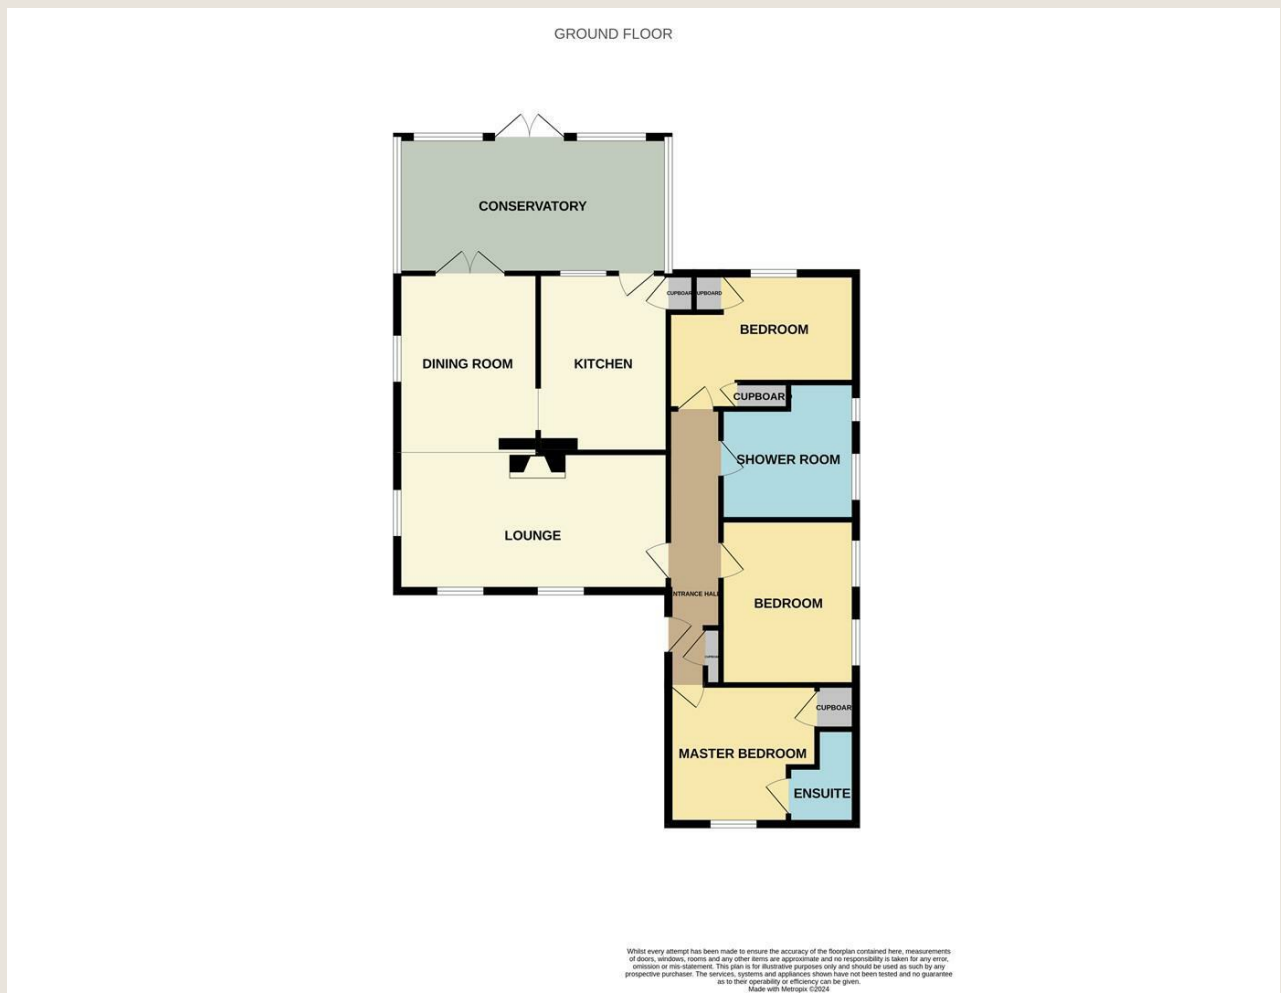 GROUND FLOOR
CONSERVATORY
CUPBOAR
UPBOARD
BEDROOM
DINING ROOM
KITCHEN
CUPBOARD
SHOWER ROOM
LOUNGE
NTRANCE HAL
BEDROOM
CUPBOAR
MASTER BEDROOM
ENSUITE
Whilst every attempt has been made to ensure the accuracy of the floorplan contained here, measurements
of doors, windows, rooms and any other items are approximate and no responsibility is taken for any error,
omission or mis-statement. This plan is for illustrative purposes only and should be used as such by any
prospective purchaser. The services, systems and appliances shown have not been tested and no guarantee
as to their operability or efficiency can be given.
Made with Metropix ©2024